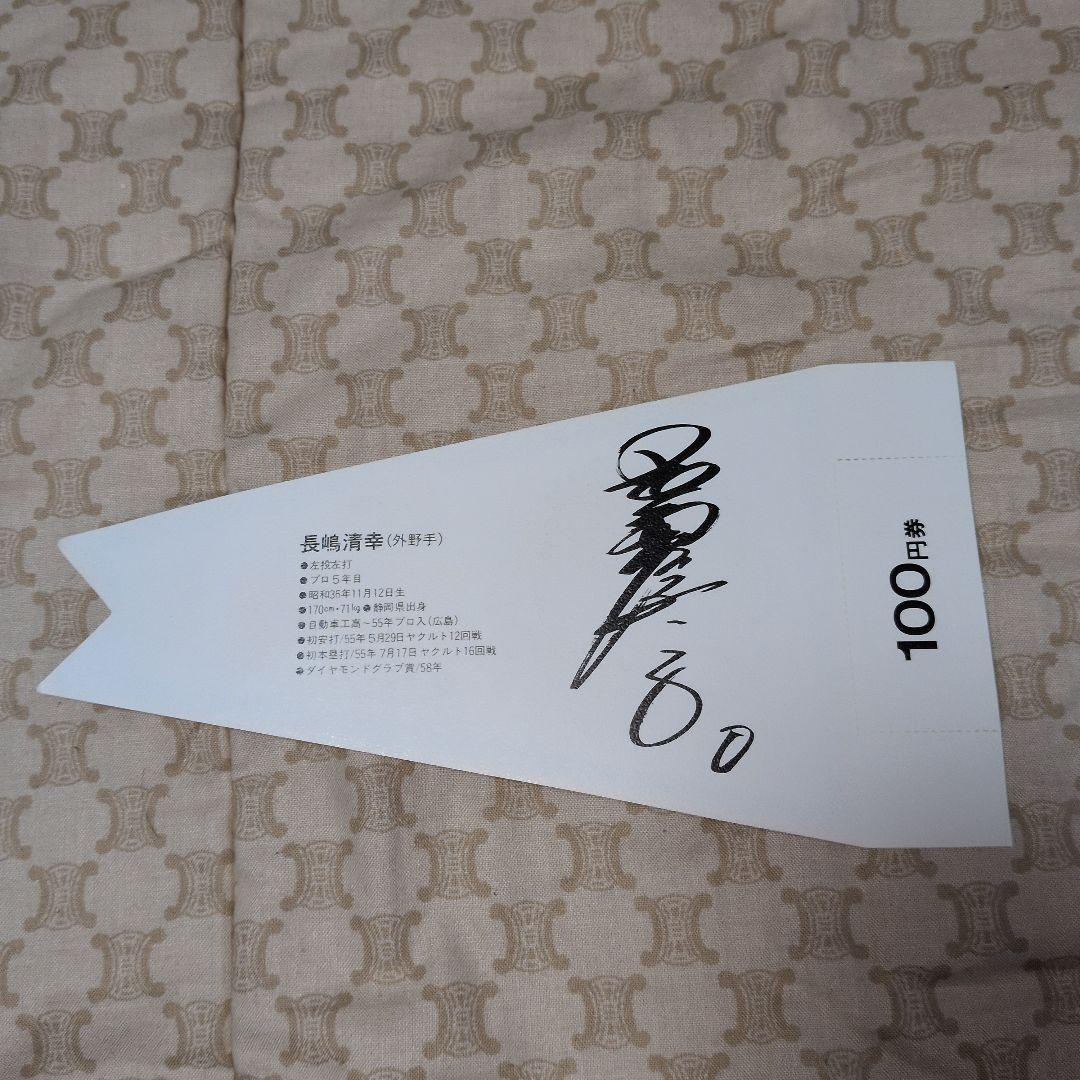 長嶋清幸(外野手)
●左投左打
●プロ5年目
●昭和36年11月12日生
●170cm・71kg●静岡県出身
●自動車工高~55年プロ入(広島)
●初安打/55年5月29日ヤクルト12回戦
●初本塁打/55年7月17日ヤクルト16回戦
●ダイヤモンドグラブ賞/58年
0
100円券